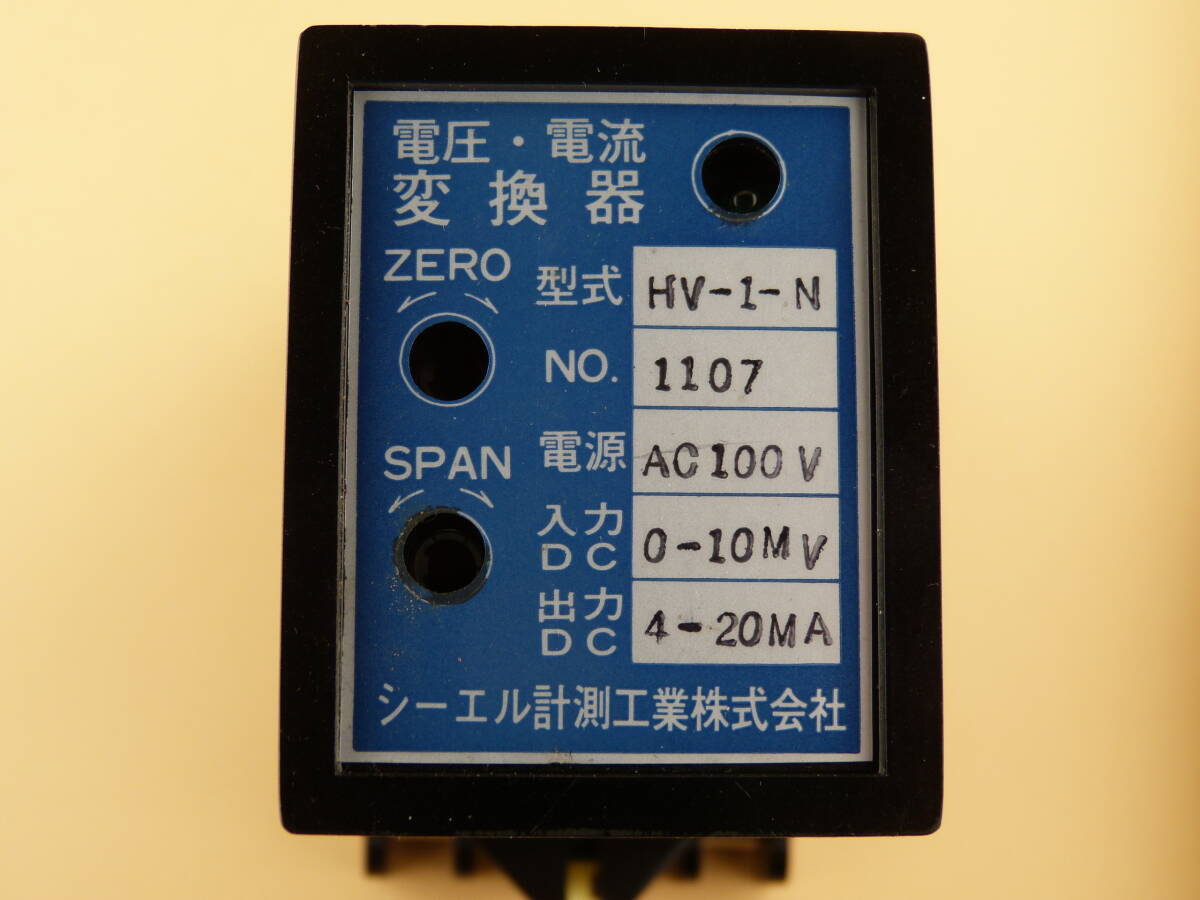 電圧・電流
変換器
ZERO
型式 HV-1-N
NO. 1107
SPAN
電源 AC100V
入力
DC 0-10MV
出力
DC 4-20MA
シーエル計測工業株式会社